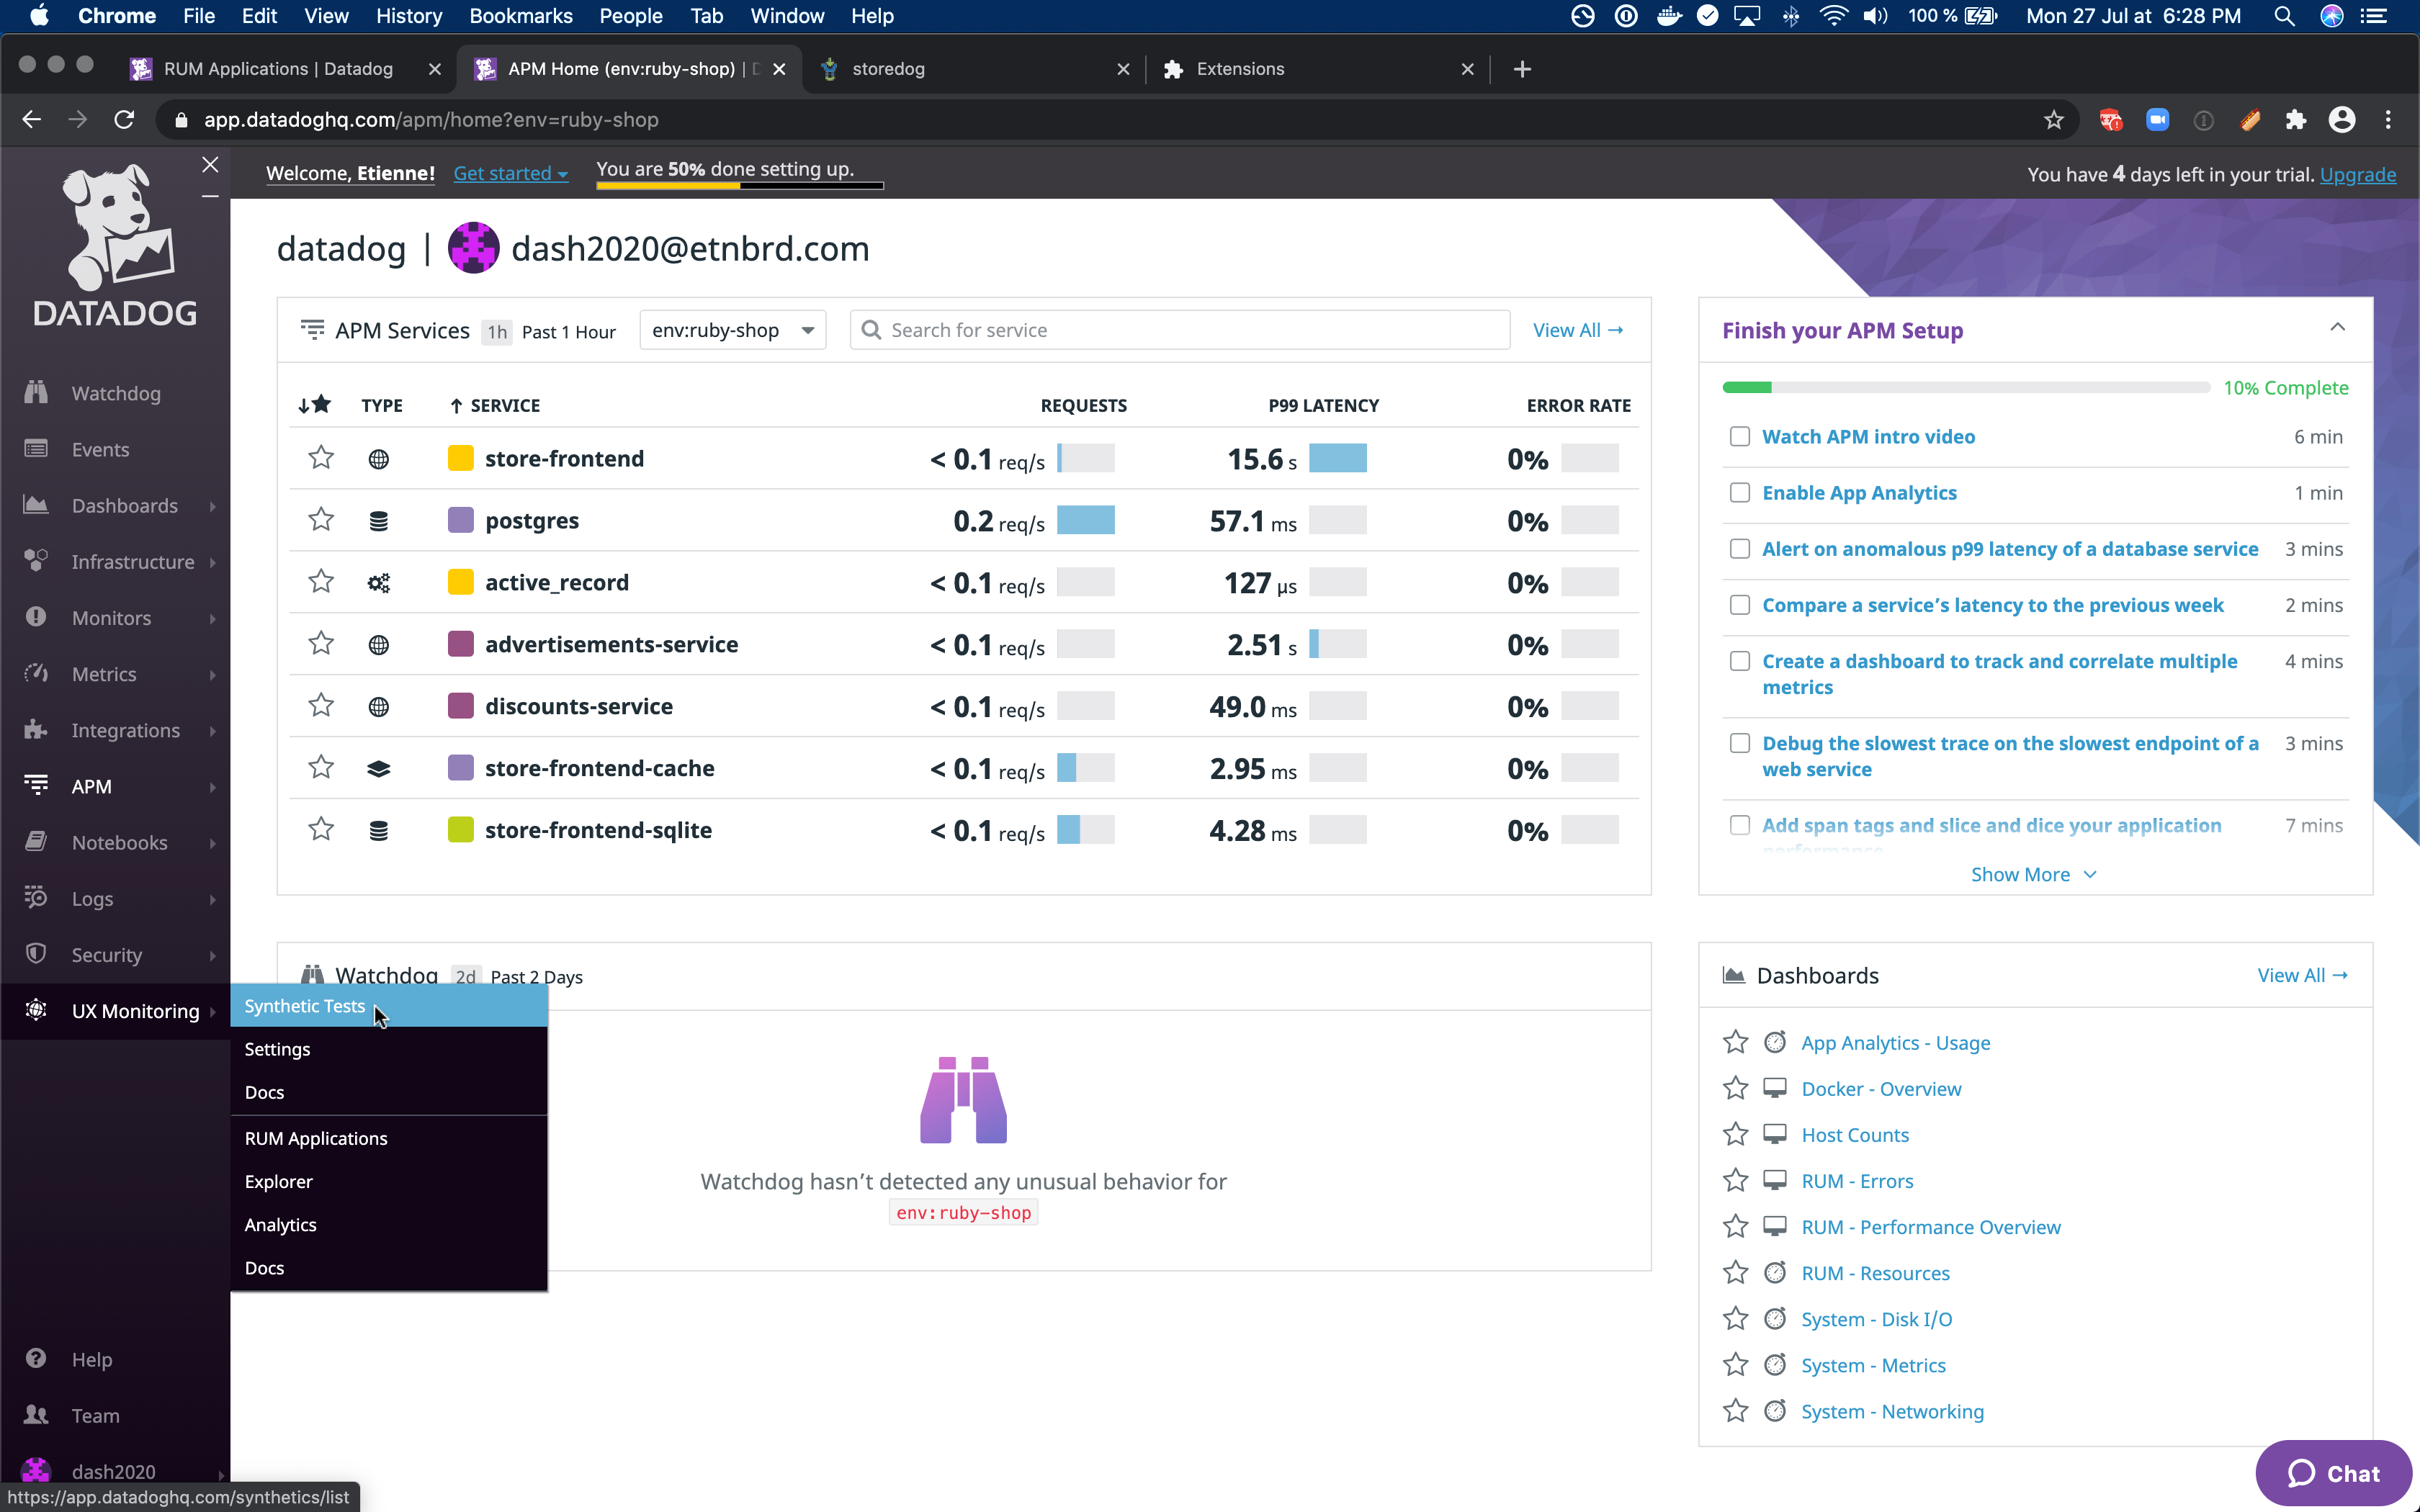 Chrome File Edit View History Bookmarks People Tab Window Help 100 % Mon 27 Jul at 6:28 PM
RUM Applications | Datadog APM Home (env:ruby-shop) | storedog Extensions
app.datadoghq.com/apm/home?env=ruby-shop
Welcome, Etienne! Get started You are 50% done setting up. You have 4 days left in your trial. Upgrade
DATADOG
Watchdog
Events
Dashboards
Infrastructure
Monitors
Metrics
Integrations
APM
Notebooks
Logs
Security
UX Monitoring
Help
Team
dash2020
https://app.datadoghq.com/synthetics/list
Synthetic Tests
Settings
Docs
RUM Applications
Explorer
Analytics
Docs
datadog | dash2020@etnbrd.com
APM Services 1h Past 1 Hour env:ruby-shop Search for service View All →
TYPE ↑ SERVICE REQUESTS P99 LATENCY ERROR RATE
store-frontend < 0.1 req/s 15.6 s 0%
postgres 0.2 req/s 57.1 ms 0%
active_record < 0.1 req/s 127 µs 0%
advertisements-service < 0.1 req/s 2.51 s 0%
discounts-service < 0.1 req/s 49.0 ms 0%
store-frontend-cache < 0.1 req/s 2.95 ms 0%
store-frontend-sqlite < 0.1 req/s 4.28 ms 0%
Watchdog 2d Past 2 Days
Watchdog hasn’t detected any unusual behavior for
env:ruby-shop
Finish your APM Setup
10% Complete
Watch APM intro video 6 min
Enable App Analytics 1 min
Alert on anomalous p99 latency of a database service 3 mins
Compare a service’s latency to the previous week 2 mins
Create a dashboard to track and correlate multiple 4 mins
metrics
Debug the slowest trace on the slowest endpoint of a 3 mins
web service
Add span tags and slice and dice your application 7 mins
performance
Show More
Dashboards View All →
App Analytics - Usage
Docker - Overview
Host Counts
RUM - Errors
RUM - Performance Overview
RUM - Resources
System - Disk I/O
System - Metrics
System - Networking
Chat